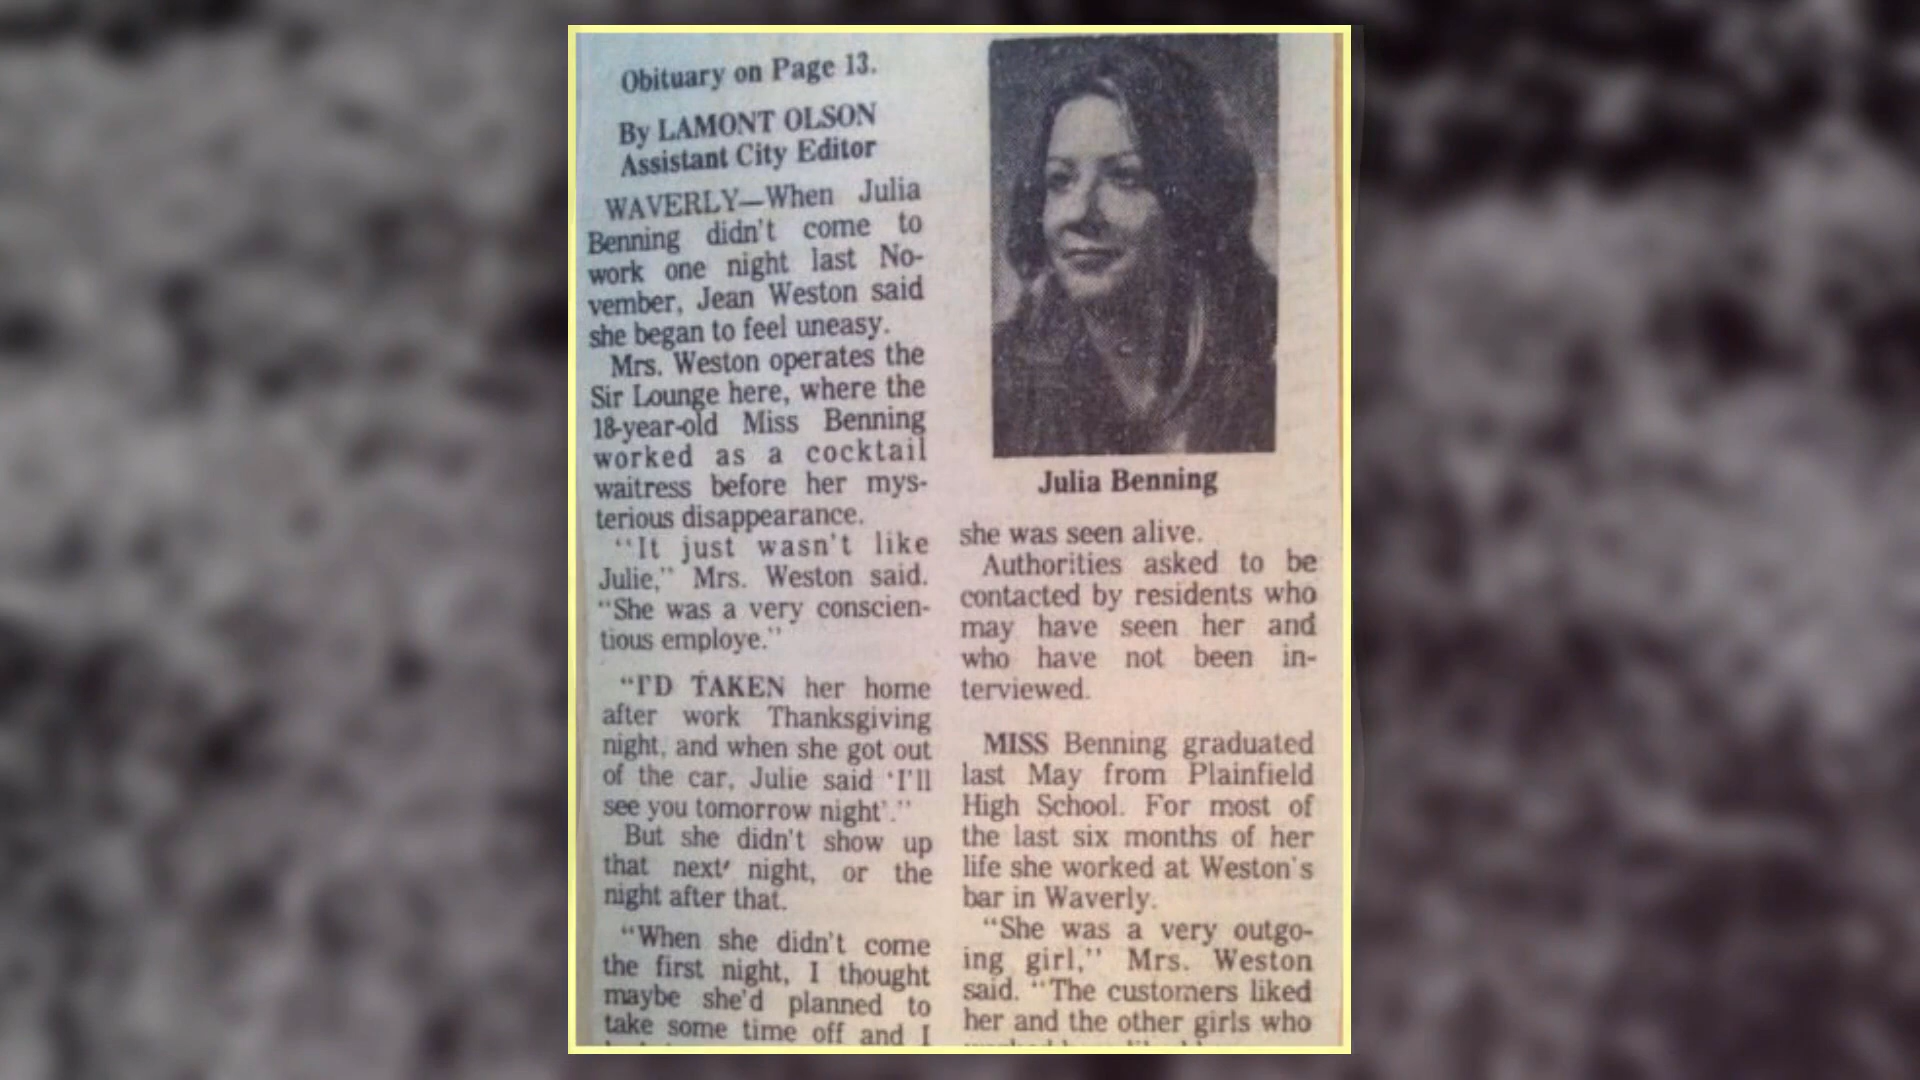 Obituary on Page 13.
By LAMONT OLSON
Assistant City Editor
WAVERLY—When Julia
Benning didn't come to
work one night last No-
vember, Jean Weston said
she began to feel uneasy.
Mrs. Weston operates the
Sir Lounge here, where the
18-year-old Miss Benning
worked as a cocktail
waitress before her mys-
terious disappearance.
"It just wasn't like
Julie," Mrs. Weston said.
"She was a very conscien-
tious employe."
"I'D TAKEN her home
after work Thanksgiving
night, and when she got out
of the car, Julie said 'I'll
see you tomorrow night'."
But she didn't show up
that next night, or the
night after that.
"When she didn't come
the first night, I thought
maybe she'd planned to
take some time off and I
Julia Benning
she was seen alive.
Authorities asked to be
contacted by residents who
may have seen her and
who have not been in-
terviewed.
MISS Benning graduated
last May from Plainfield
High School. For most of
the last six months of her
life she worked at Weston's
bar in Waverly.
"She was a very outgo-
ing girl," Mrs. Weston
said. "The customers liked
her and the other girls who